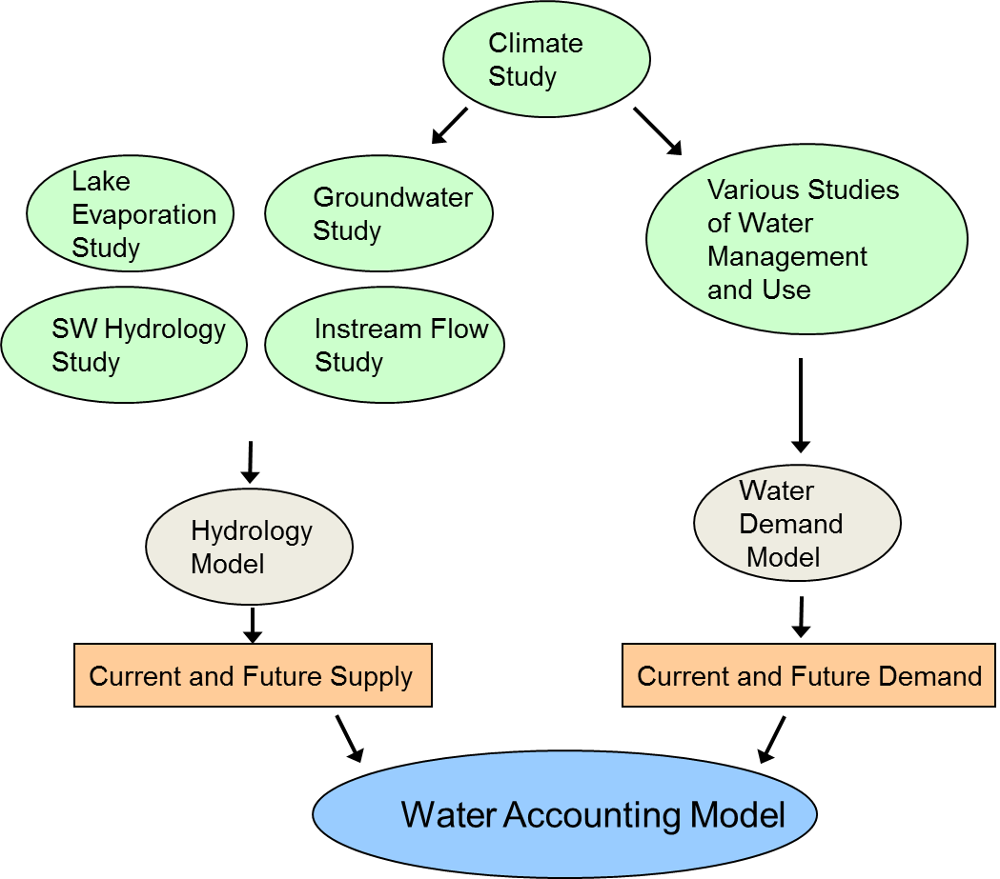 Climate
Study
Lake
Evaporation
Study
Groundwater
Study
Various Studies
of Water
Management
and Use
SW Hydrology
Study
Instream Flow
Study
Hydrology
Model
Water
Demand
Model
Current and Future Supply
Current and Future Demand
Water Accounting Model